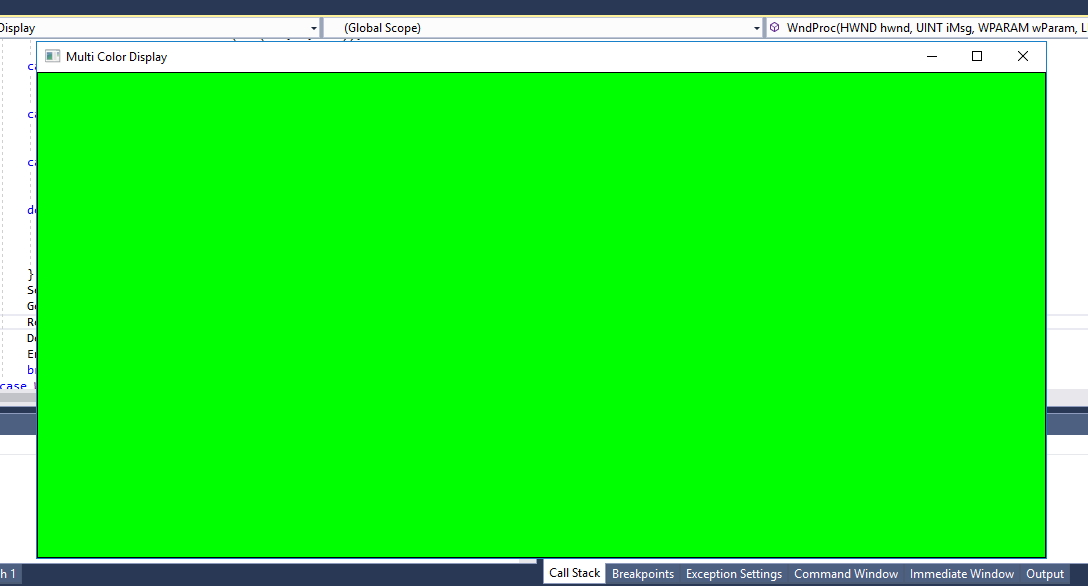 Display (Global Scope) WndProc(HWND hwnd, UINT iMsg, WPARAM wParam, L
Multi Color Display
ca
ca
ca
de
}
Se
Ge
Re
De
En
br
case
h 1 Call Stack Breakpoints Exception Settings Command Window Immediate Window Output